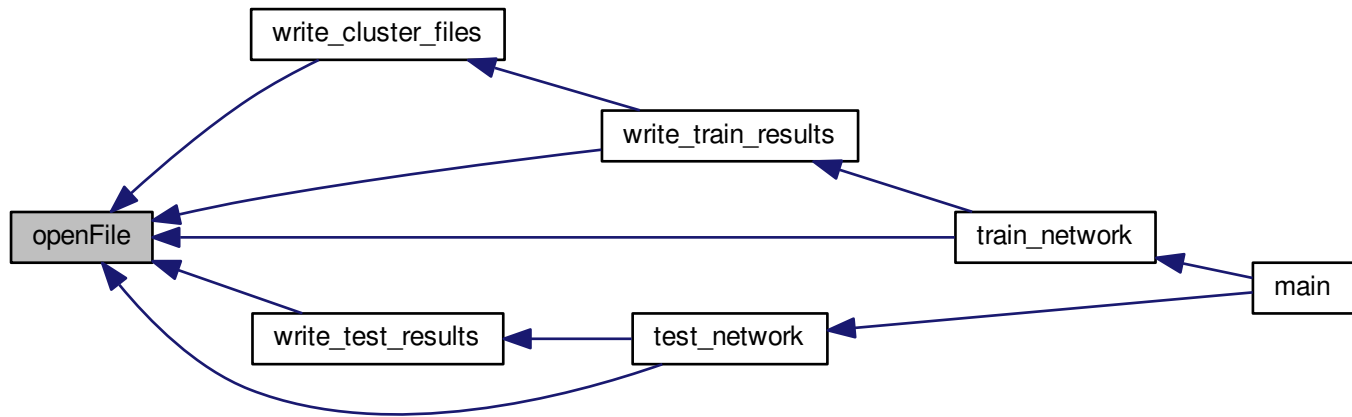 write_cluster_files
write_train_results
openFile
train_network
main
write_test_results
test_network